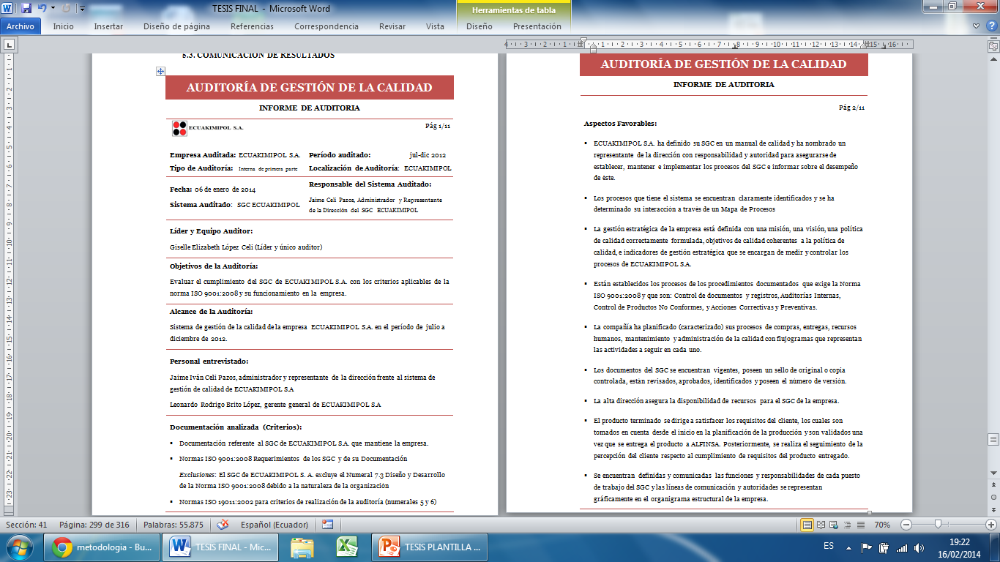 TESIS FINAL - Microsoft Word
Herramientas de tabla
Archivo Inicio Insertar Diseño de página Referencias Correspondencia Revisar Vista Diseño Presentación
5.3. COMUNICACIÓN DE RESULTADOS
AUDITORÍA DE GESTIÓN DE LA CALIDAD
INFORME DE AUDITORIA
ECUAKIMIPOL S.A.
Pág 1/11
Empresa Auditada: ECUAKIMIPOL S.A. Período auditado: jul-dic 2012
Tipo de Auditoría: Interna de primera parte Localización de Auditoría: ECUAKIMIPOL
Fecha: 06 de enero de 2014
Sistema Auditado: SGC ECUAKIMIPOL
Responsable del Sistema Auditado:
Jaime Celi Pazos, Administrador y Representante
de la Dirección del SGC ECUAKIMIPOL
Líder y Equipo Auditor:
Giselle Elizabeth López Celi (Líder y único auditor)
Objetivos de la Auditoría:
Evaluar el cumplimiento del SGC de ECUAKI MIPOL S.A. con los criterios aplicables de la
norma ISO 9001:2008 y su funcionamiento en la empresa.
Alcance de la Auditoría:
Sistema de gestión de la calidad de la empresa ECUAKIMIPOL S.A. en el período de julio a
diciembre de 2012.
Personal entrevistado:
Jaime Iván Celi Pazos, administrador y representante de la dirección frente al sistema de
gestión de calidad de ECUAKIMIPOL S.A
Leonardo Rodrigo Brito López, gerente general de ECUAKIMIPOL S.A
Documentación analizada (Criterios):
▪ Documentación referente al SGC de ECUAKIMIPOL S.A. que mantiene la empresa.
▪ Normas ISO 9001:2008 Requerimientos de los SGC y de su Documentación
Exclusiones: El SGC de ECUAKIMIPOL S. A. excluye el Numeral 7.3 Diseño y Desarrollo
de la Norma ISO 9001:2008 debido a la naturaleza de la organización
▪ Normas ISO 19011:2002 para criterios de realización de la auditoría (numerales 5 y 6)
AUDITORÍA DE GESTIÓN DE LA CALIDAD
INFORME DE AUDITORIA
Pág 2/11
Aspectos Favorables:
▪ ECUAKIMIPOL S.A. ha definido su SGC en un manual de calidad y ha nombrado un
representante de la dirección con responsabilidad y autoridad para asegurarse de
establecer, mantener e implementar los procesos del SGC e informar sobre el desempeño
de éste.
▪ Los procesos que tiene el sistema se encuentran claramente identificados y se ha
determinado su interacción a través de un Mapa de Procesos
▪ La gestión estratégica de la empresa está definida con una misión, una visión, una política
de calidad correctamente formulada, objetivos de calidad coherentes a la política de
calidad, e indicadores de gestión estratégica que se encargan de medir y controlar los
procesos de ECUAKIMIPOL S.A.
▪ Están establecidos los procesos de los procedimientos documentados que exige la Norma
ISO 9001:2008 y que son: Control de documentos y registros, Auditorías Internas,
Control de Productos No Conformes, y Acciones Correctivas y Preventivas.
▪ La compañía ha planificado (caracterizado) sus procesos de compras, entregas, recursos
humanos, mantenimiento y administración de la calidad con flujogramas que representan
las actividades a seguir en cada uno.
▪ Los documentos del SGC se encuentran vigentes, poseen un sello de original o copia
controlada, están revisados, aprobados, identificados y poseen el número de versión.
▪ La alta dirección asegura la disponibilidad de recursos para el SGC de la empresa.
▪ El producto terminado se dirige a satisfacer los requisitos del cliente, los cuales son
tomados en cuenta desde el inicio en la planificación de la producción y son validados una
vez que se entrega el producto a ALFINSA. Posteriormente, se realiza el seguimiento de la
percepción del cliente respecto al cumplimiento de requisitos del producto entregado.
▪ Se encuentran definidas y comunicadas las funciones y responsabilidades de cada puesto
de trabajo del SGC y las líneas de comunicación y autoridades se representan
gráficamente en el organigrama estructural de la empresa.
Sección: 41 Página: 299 de 316 Palabras: 55.875 Español (Ecuador) 70%
metodologia - Bu... TESIS FINAL - Mic... TESIS PLANTILLA ... ES 19:22
16/02/2014